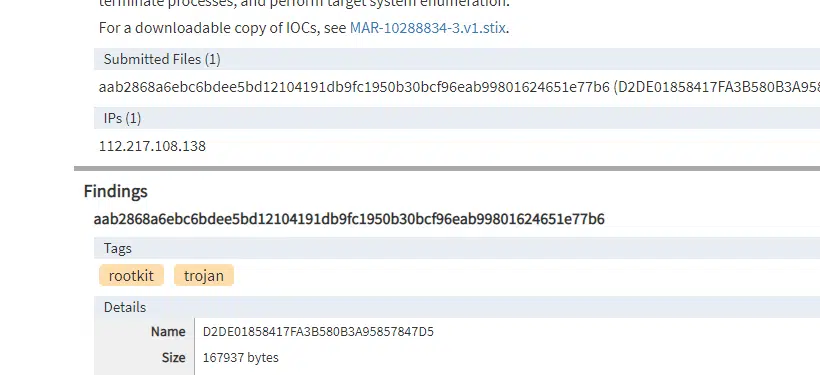 terminate processes, and perform target system enumeration.
For a downloadable copy of IOCs, see MAR-10288834-3.v1.stix.
Submitted Files (1)
aab2868a6ebc6bdee5bd12104191db9fc1950b30bcf96eab99801624651e77b6 (D2DE01858417FA3B580B3A958
IPs (1)
112.217.108.138
Findings
aab2868a6ebc6bdee5bd12104191db9fc1950b30bcf96eab99801624651e77b6
Tags
rootkit trojan
Details
Name D2DE01858417FA3B580B3A95857847D5
Size 167937 bytes